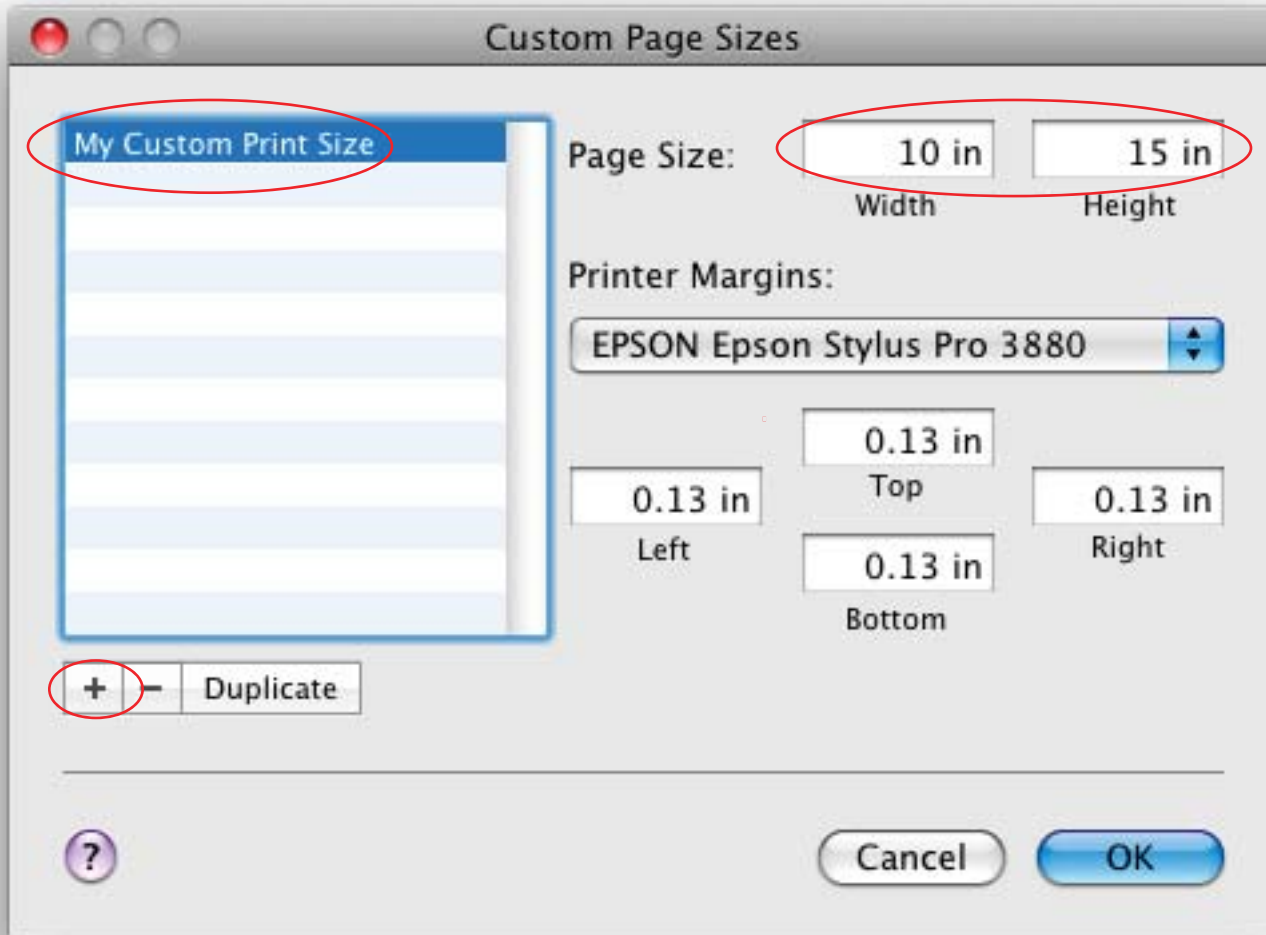 Custom Page Sizes
My Custom Print Size
Page Size:
10 in
15 in
Width
Height
Printer Margins:
EPSON Epson Stylus Pro 3880
0.13 in
Top
0.13 in
Left
0.13 in
Right
0.13 in
Bottom
+
−
Duplicate
?
Cancel
OK